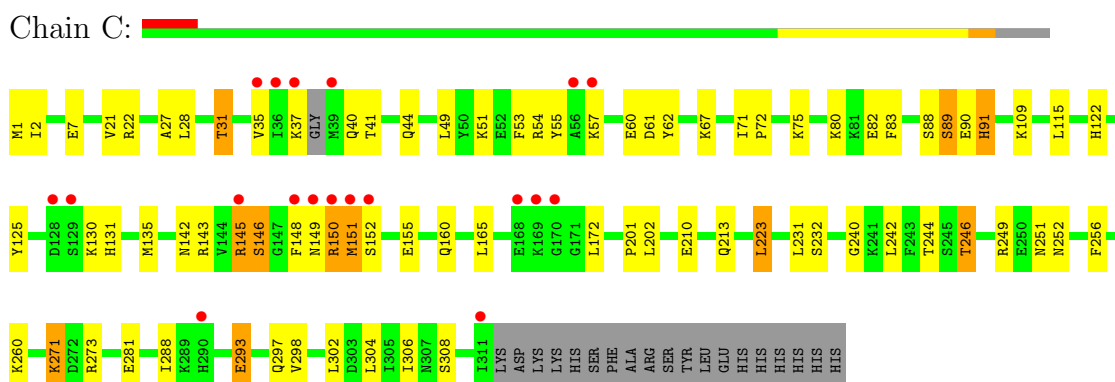 Chain C:
M1 I2 E7 V21 R22 A27 L28 T31 V35 I36 K37 GLY M39 Q40 T41 Q44 L49 Y50 K51 E52 F53 R54 Y55 A56 K57 E60 D61 Y62 K67 I71 P72 K75 K80 K81 E82 F83 S88 S89 E90 H91 K109 L115 H122
Y125 D128 S129 K130 H131 M135 N142 R143 V144 R145 S146 G147 F148 N149 R150 M151 S152 E155 Q160 L165 E168 K169 G170 G171 L172 P201 L202 E210 Q213 L223 L231 S232 G240 K241 L242 F243 T244 S245 T246 R249 E250 N251 N252 F256
K260 K271 D272 R273 E281 I288 K289 H290 E293 Q297 V298 L302 D303 L304 I305 I306 N307 S308 I311 LYS ASP LYS LYS HIS SER PHE ALA ARG SER TYR LEU GLU HIS HIS HIS HIS HIS HIS